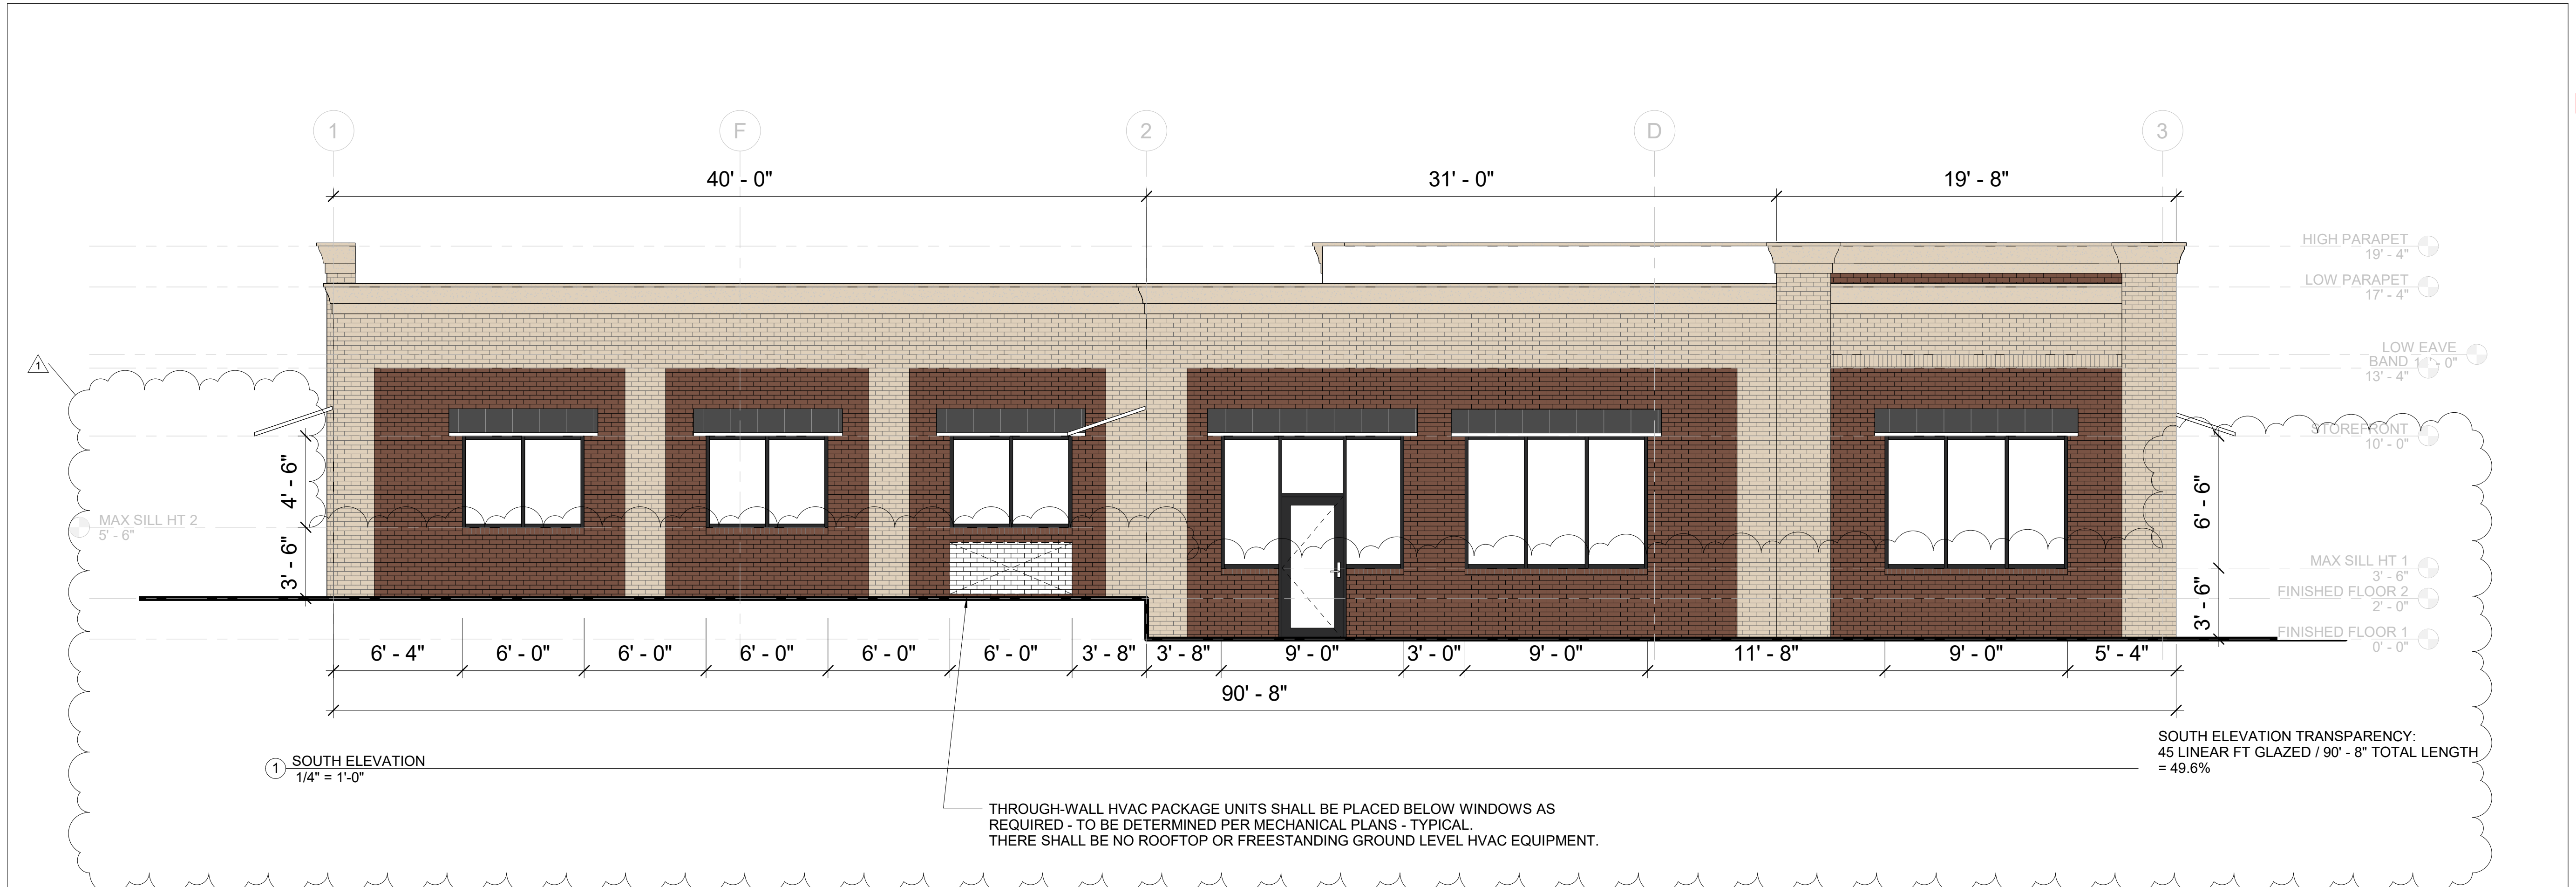 1
F
2
D
3
40' - 0"
31' - 0"
19' - 8"
HIGH PARAPET
19' - 4"
LOW PARAPET
17' - 4"
LOW EAVE
BAND
- 0"
13' - 4"
1
STOREFRONT
10' - 0"
4' - 6"
6' - 6"
MAX SILL HT 2
5' - 6"
3' - 6"
MAX SILL HT 1
3' - 6"
FINISHED FLOOR 2
2' - 0"
3' - 6"
FINISHED FLOOR 1
0' - 0"
6' - 4"
6' - 0"
6' - 0"
6' - 0"
6' - 0"
6' - 0"
3' - 8"
3' - 8"
9' - 0"
3' - 0"
9' - 0"
11' - 8"
9' - 0"
5' - 4"
90' - 8"
SOUTH ELEVATION TRANSPARENCY:
45 LINEAR FT GLAZED / 90' - 8" TOTAL LENGTH
= 49.6%
1
SOUTH ELEVATION
1/4" = 1'-0"
THROUGH-WALL HVAC PACKAGE UNITS SHALL BE PLACED BELOW WINDOWS AS
REQUIRED - TO BE DETERMINED PER MECHANICAL PLANS - TYPICAL.
THERE SHALL BE NO ROOFTOP OR FREESTANDING GROUND LEVEL HVAC EQUIPMENT.